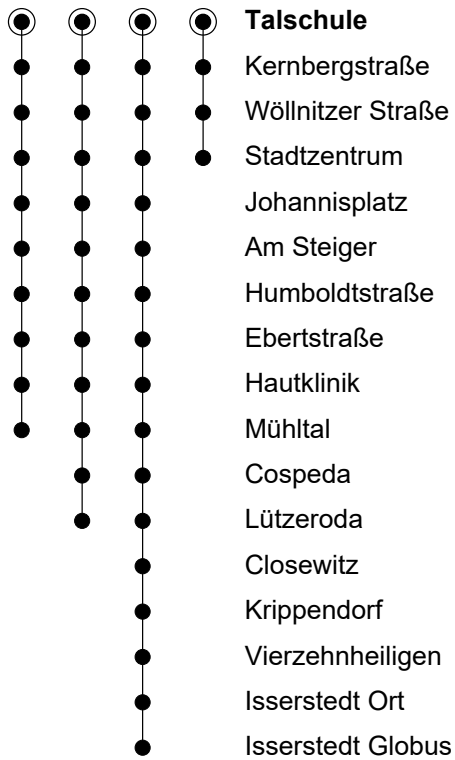 Talschule
Kernbergstraße
Wöllnitzer Straße
Stadtzentrum
Johannisplatz
Am Steiger
Humboldtstraße
Ebertstraße
Hautklinik
Mühltal
Cospeda
Lützeroda
Closewitz
Krippendorf
Vierzehnheiligen
Isserstedt Ort
Isserstedt Globus